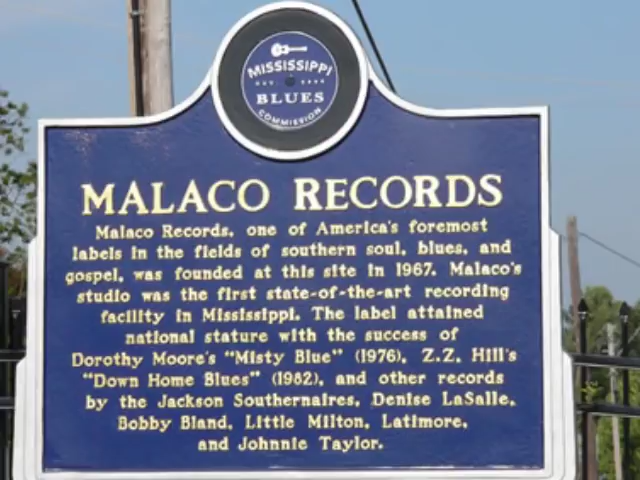 MISSISSIPPI
BLUES
COMMISSION
MALACO RECORDS
Malaco Records, one of America's foremost
labels in the fields of southern soul, blues, and
gospel, was founded at this site in 1967. Malaco's
studio was the first state-of-the-art recording
facility in Mississippi. The label attained
national stature with the success of
Dorothy Moore's "Misty Blue" (1976), Z.Z. Hill's
"Down Home Blues" (1982), and other records
by the Jackson Southernaires, Denise LaSalle,
Bobby Bland, Little Milton, Latimore,
and Johnnie Taylor.